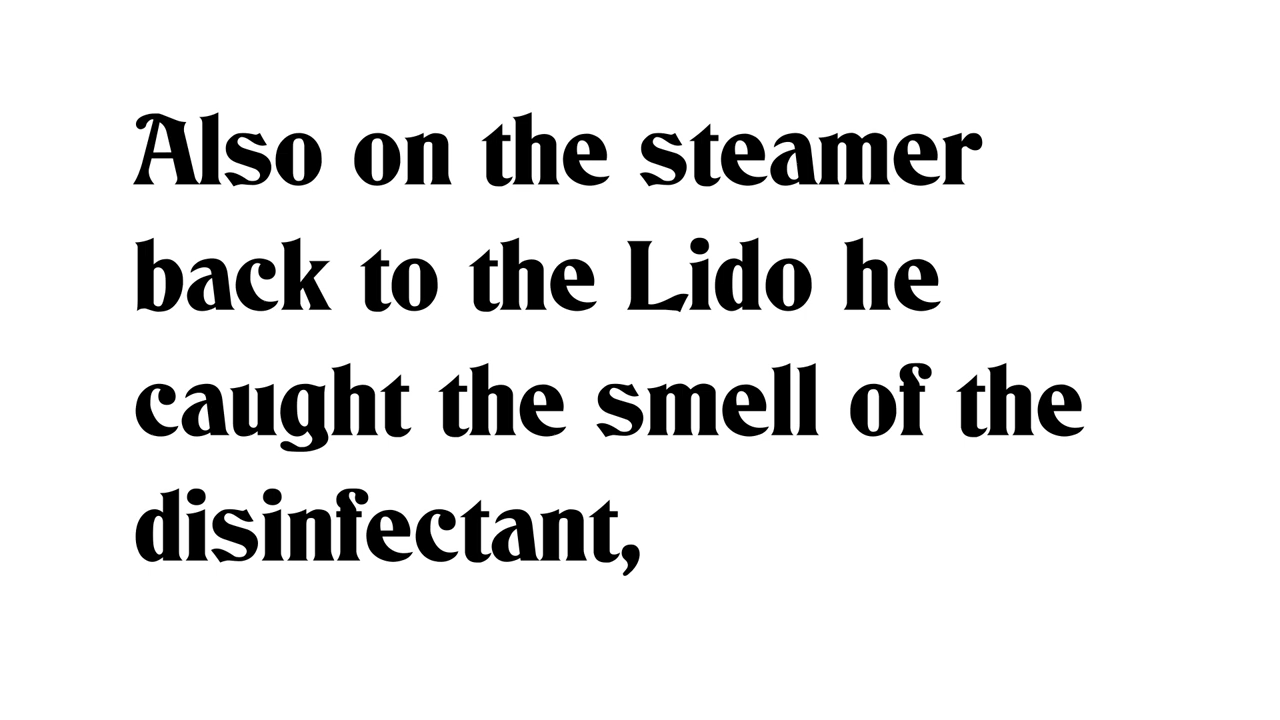 Also on the steamer
back to the Lido he
caught the smell of the
disinfectant,